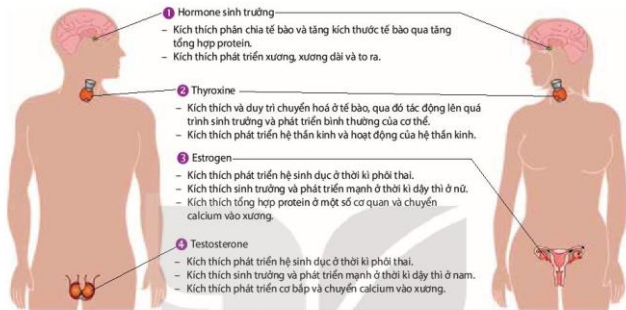 1 Hormone sinh trưởng
– Kích thích phân chia tế bào và tăng kích thước tế bào qua tăng
tổng hợp protein.
– Kích thích phát triển xương, xương dài và to ra.
2 Thyroxine
– Kích thích và duy trì chuyển hoá ở tế bào, qua đó tác động lên quá
trình sinh trưởng và phát triển bình thường của cơ thể.
– Kích thích phát triển hệ thần kinh và hoạt động của hệ thần kinh.
3 Estrogen
– Kích thích phát triển hệ sinh dục ở thời kì phôi thai.
– Kích thích sinh trưởng và phát triển mạnh ở thời kì dậy thì ở nữ.
– Kích thích tổng hợp protein ở một số cơ quan và chuyển
calcium vào xương.
4 Testosterone
– Kích thích phát triển hệ sinh dục ở thời kì phôi thai.
– Kích thích sinh trưởng và phát triển mạnh ở thời kì dậy thì ở nam.
– Kích thích phát triển cơ bắp và chuyển calcium vào xương.